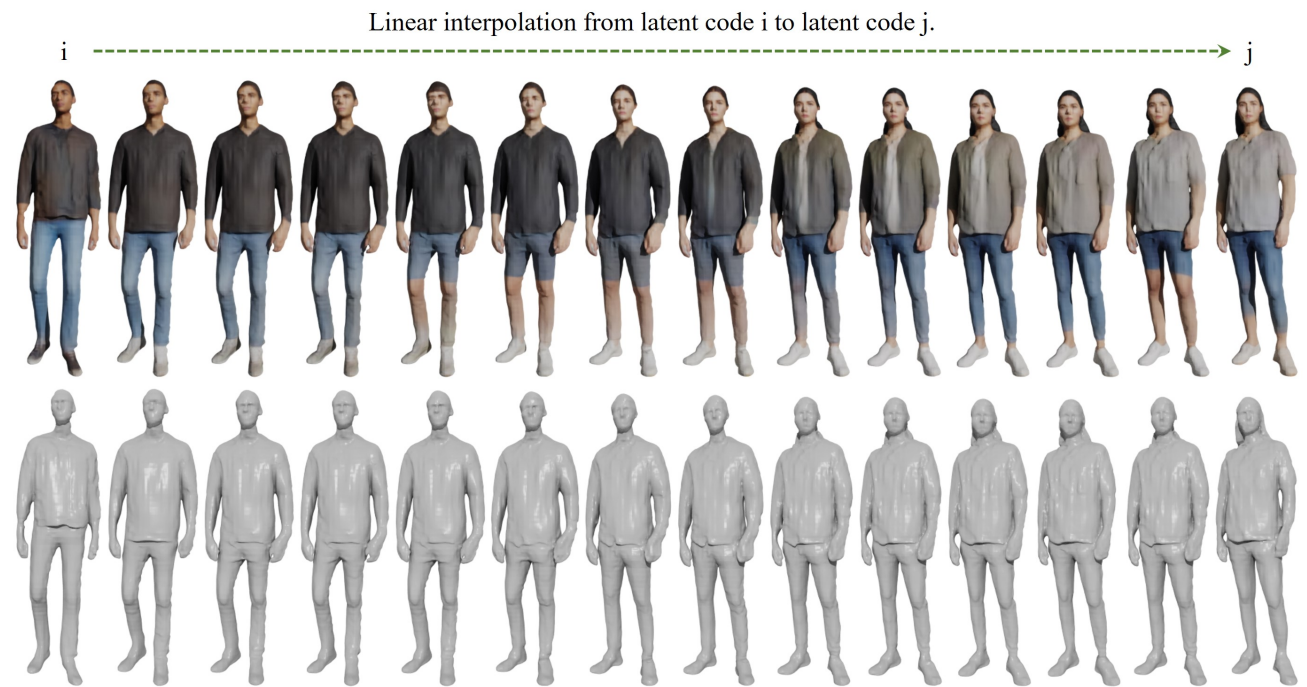 Linear interpolation from latent code i to latent code j.
i
j